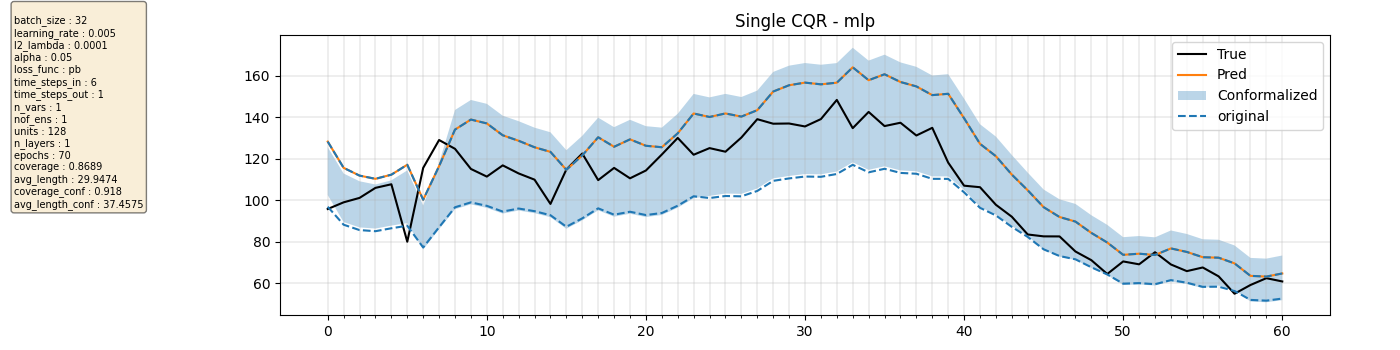 Single CQR - mlp
batch_size : 32
learning_rate : 0.005
l2_lambda : 0.0001
alpha : 0.05
loss_func : pb
time_steps_in : 6
time_steps_out : 1
n_vars : 1
nof_ens : 1
units : 128
n_layers : 1
epochs : 70
coverage : 0.8689
avg_length : 29.9474
coverage_conf : 0.918
avg_length_conf : 37.4575
160
140
120
100
80
60
True
Pred
Conformalized
original
0 10 20 30 40 50 60